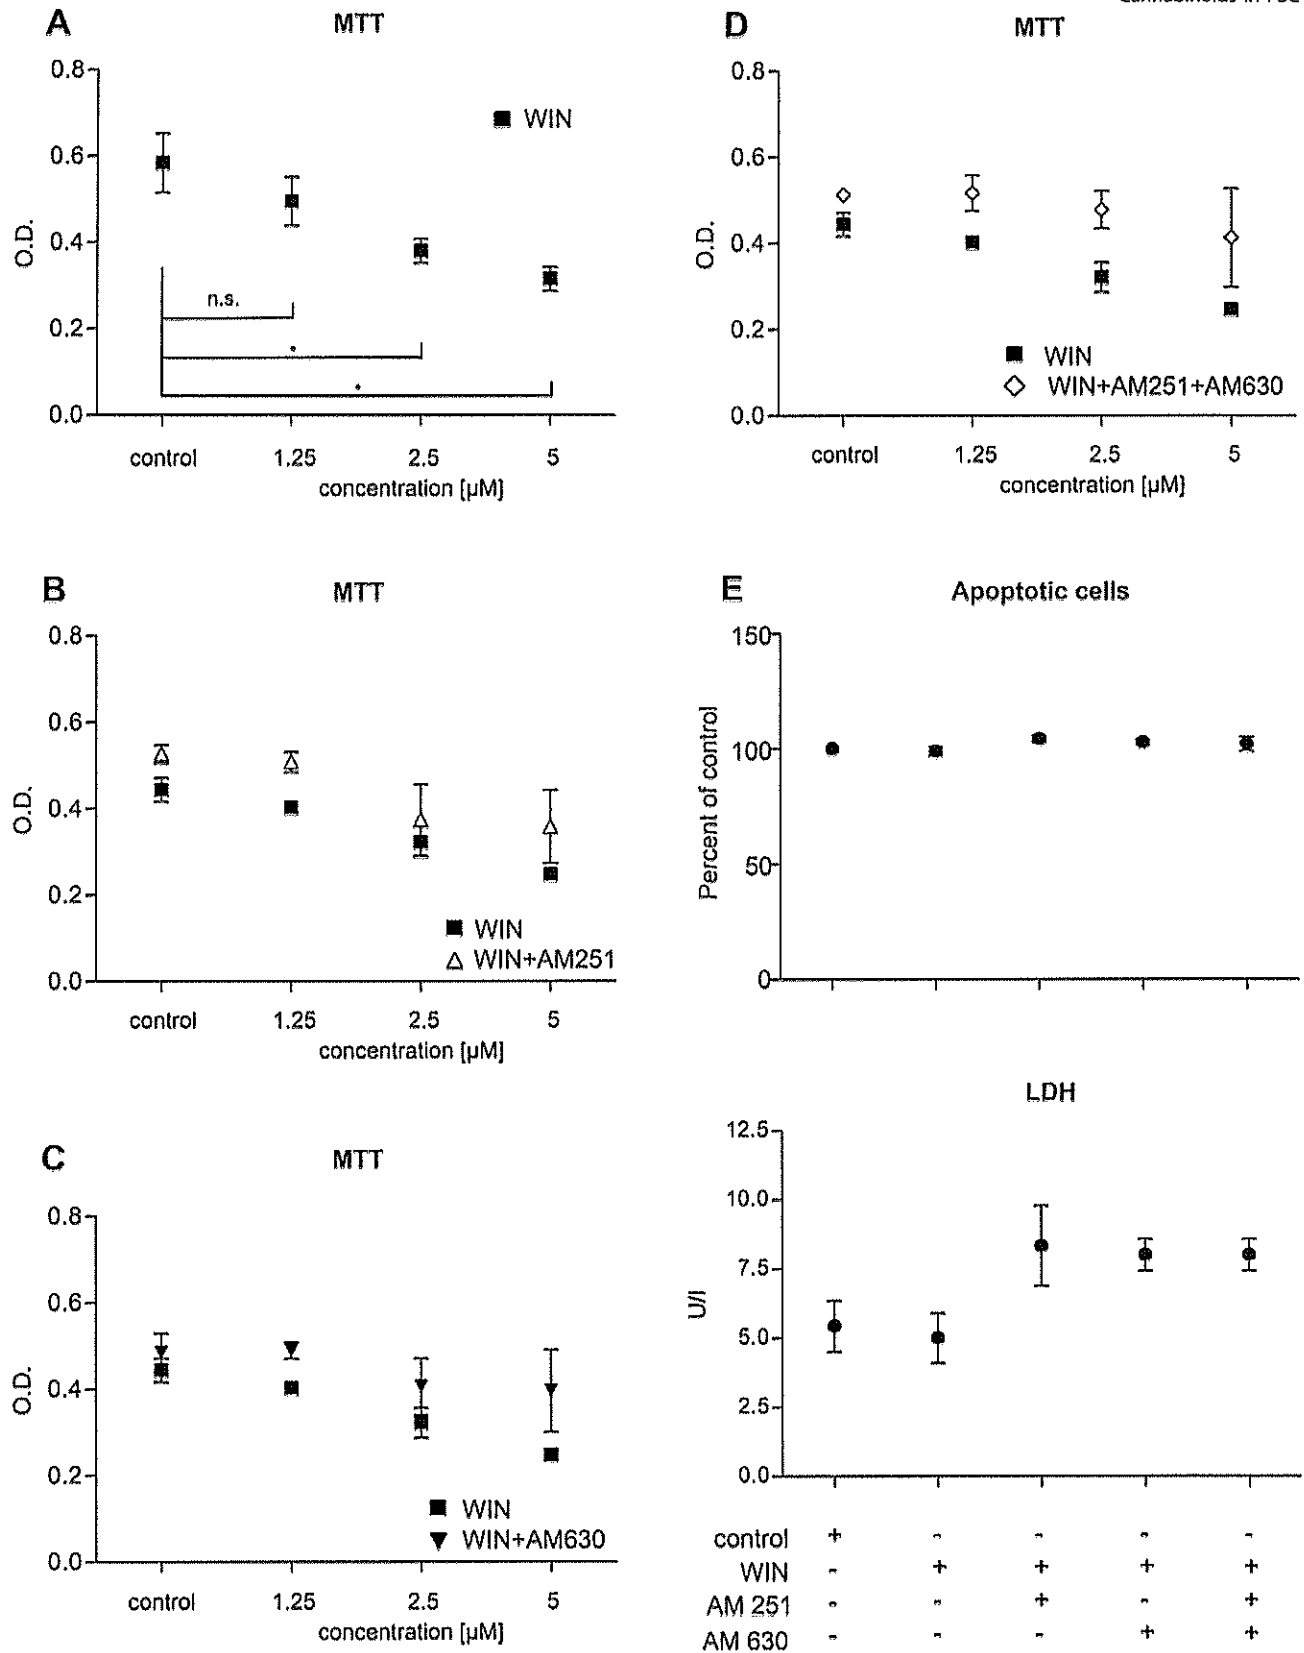 A
MTT
0.8
0.6
0.4
0.2
0.0
O.D.
WIN
n.s.
*
*
control 1.25 2.5 5
concentration [µM]
B
MTT
0.8
0.6
0.4
0.2
0.0
O.D.
WIN
WIN+AM251
control 1.25 2.5 5
concentration [µM]
C
MTT
0.8
0.6
0.4
0.2
0.0
O.D.
WIN
WIN+AM630
control 1.25 2.5 5
concentration [µM]
D
MTT
0.8
0.6
0.4
0.2
0.0
O.D.
WIN
WIN+AM251+AM630
control 1.25 2.5 5
concentration [µM]
E
Apoptotic cells
150
100
50
0
Percent of control
LDH
12.5
10.0
7.5
5.0
2.5
0.0
U/l
control + - - - -
WIN - + + + +
AM 251 - - + - +
AM 630 - - - + +